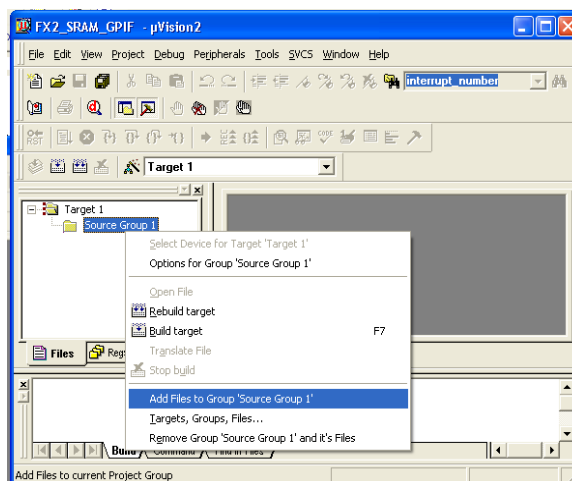 FX2_SRAM_GPIF - µVision2
File Edit View Project Debug Peripherals Tools SVCS Window Help
interrupt_number
RST
Target 1
Target 1
Source Group 1
Select Device for Target 'Target 1'
Options for Group 'Source Group 1'
Open File
Rebuild target
Build target F7
Translate File
Stop build
Add Files to Group 'Source Group 1'
Targets, Groups, Files...
Remove Group 'Source Group 1' and it's Files
Files Regs
Build Command Find in Files
Add Files to current Project Group